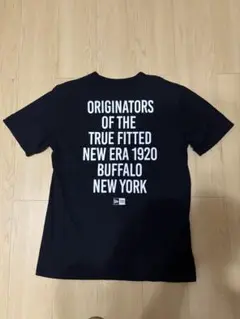 ORIGINATORS
OF THE
TRUE FITTED
NEW ERA 1920
BUFFALO
NEW YORK